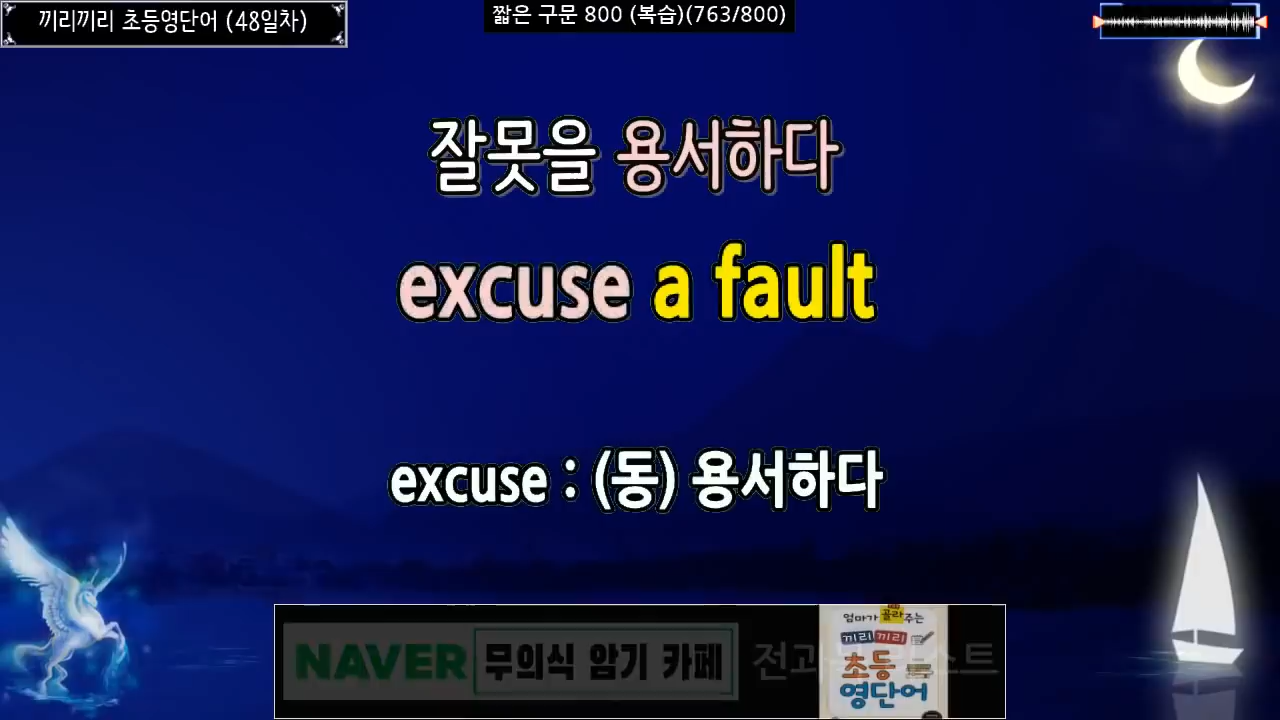 끼리끼리 초등영단어 (48일차)
짧은 구문 800 (복습)(763/800)
잘못을 용서하다
excuse a fault
excuse : (동) 용서하다
NAVER 무의식 암기 카페
엄마가 골라주는
끼리끼리
초등
영단어